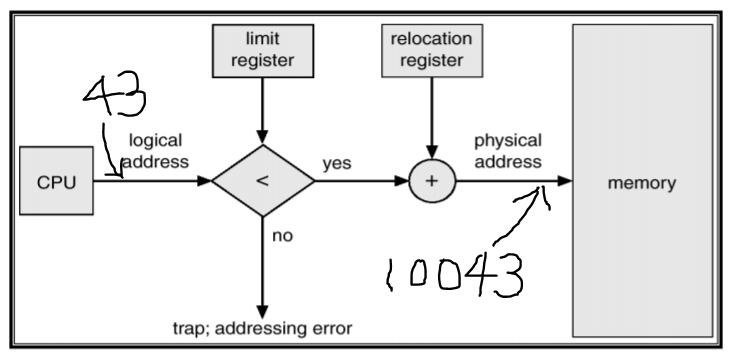 limit
register
relocation
register
43
logical
address
physical
address
CPU
<
yes
+
memory
no
10043
trap; addressing error